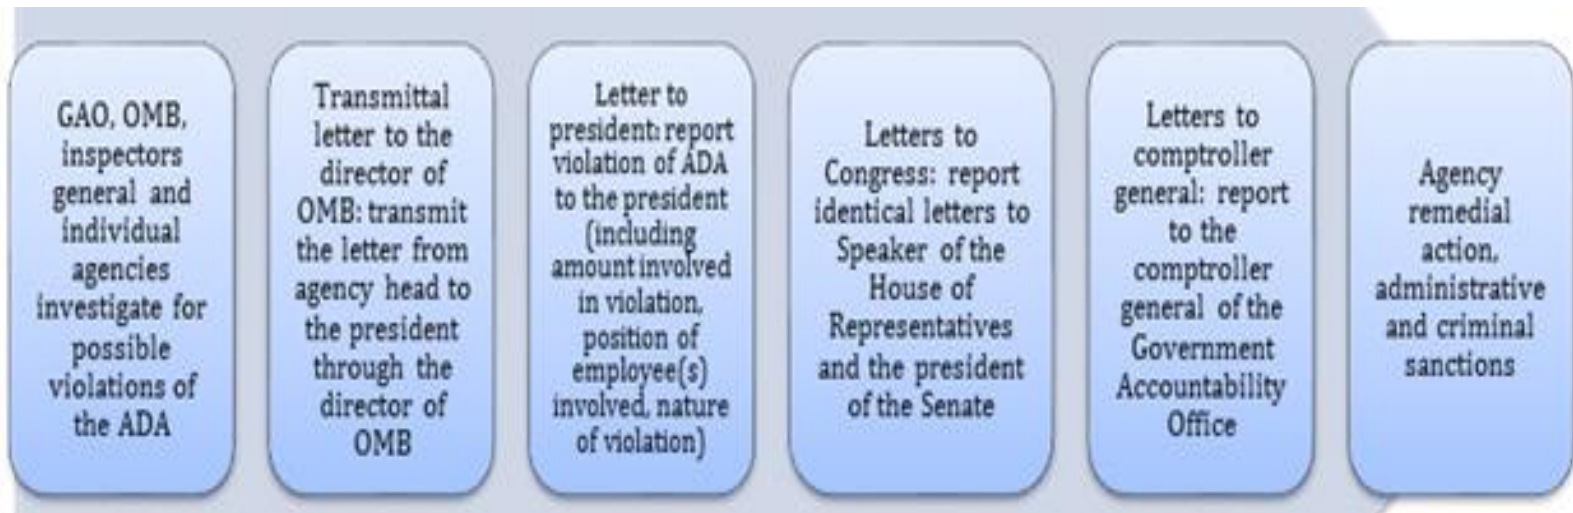 GAO, OMB,
inspectors
general and
individual
agencies
investigate for
possible
violations of
the ADA
Transmittal
letter to the
director of
OMB: transmit
the letter from
agency head to
the president
through the
director of
OMB
Letter to
president: report
violation of ADA
to the president
(including
amount involved
in violation,
position of
employee(s)
involved, nature
of violation)
Letters to
Congress: report
identical letters to
Speaker of the
House of
Representatives
and the president
of the Senate
Letters to
comptroller
general: report
to the
comptroller
general of the
Government
Accountability
Office
Agency
remedial
action,
administrative
and criminal
sanctions